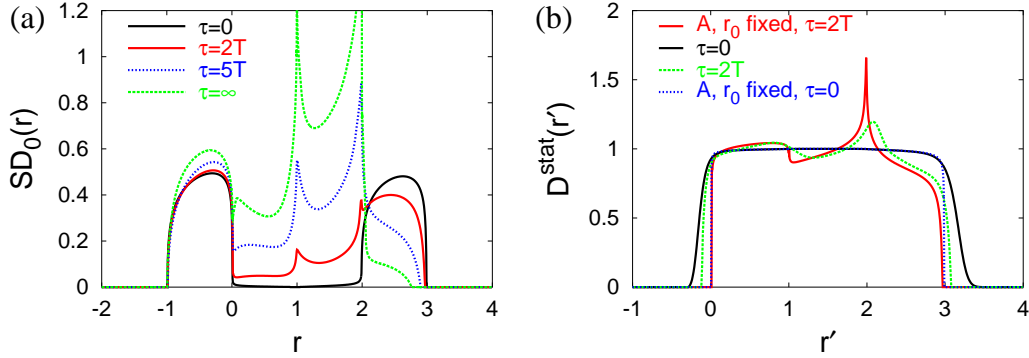 (a)
SD0(r)
1.2
1
0.8
0.6
0.4
0.2
0
τ=0
τ=2T
τ=5T
τ=∞
-2 -1 0 1 2 3 4
r
(b)
D^stat(r′)
2
1.5
1
0.5
0
A, r0 fixed, τ=2T
τ=0
τ=2T
A, r0 fixed, τ=0
-1 0 1 2 3 4
r′